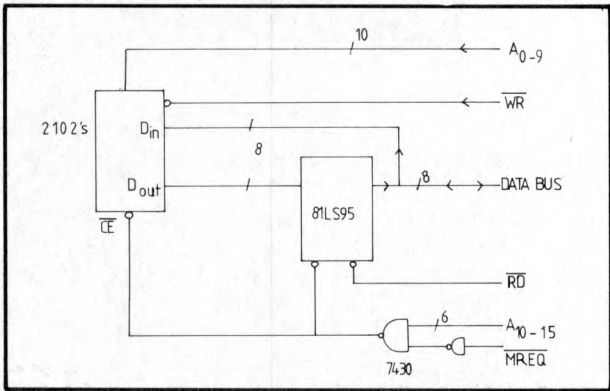 10
A0-9
WR
2102's
Din
8
Dout
8
DATA BUS
81LS95
CE
RD
6
A10-15
7430
MREQ